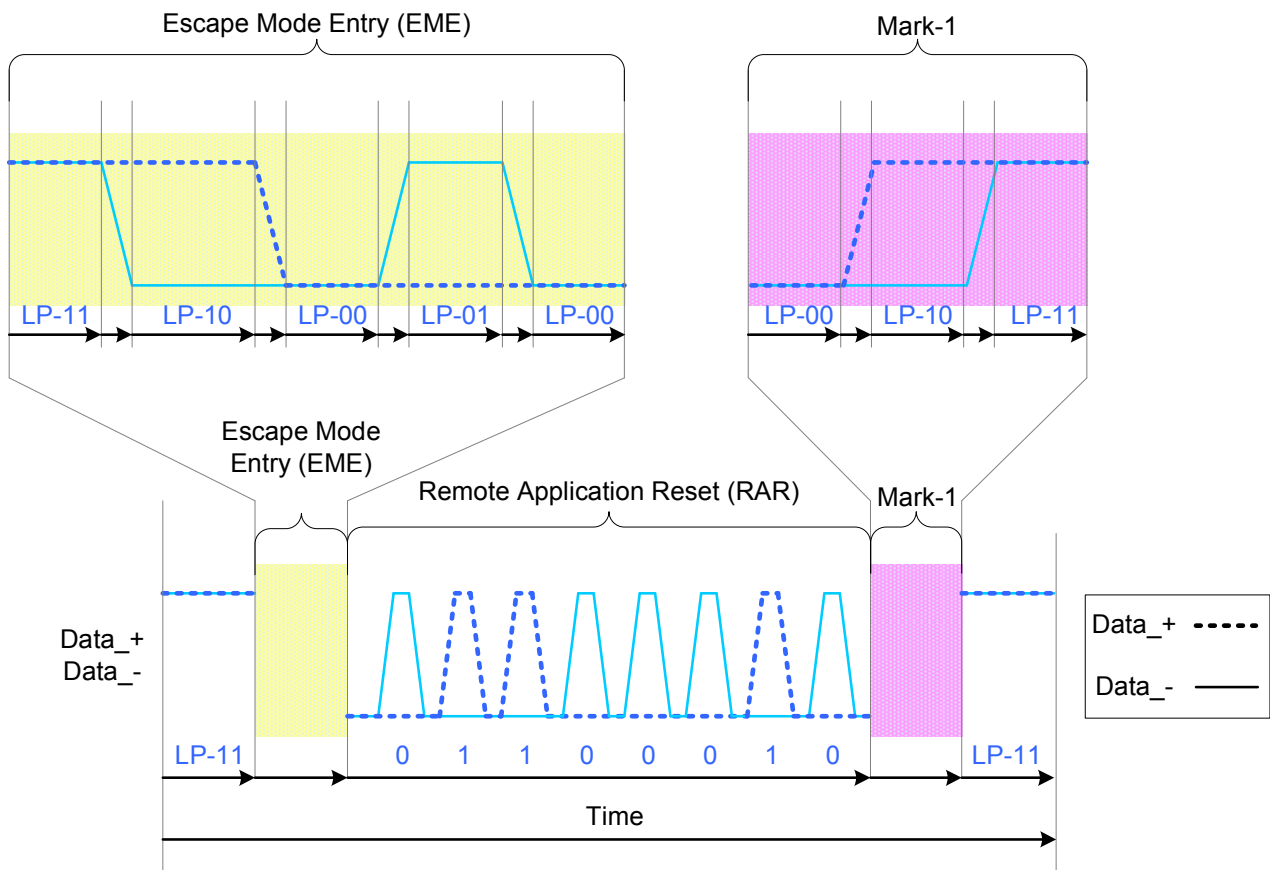 Escape Mode Entry (EME)
Mark-1
LP-11 LP-10 LP-00 LP-01 LP-00
LP-00 LP-10 LP-11
Escape Mode
Entry (EME)
Remote Application Reset (RAR)
Mark-1
Data_+
Data_-
LP-11 0 1 1 0 0 0 1 0 LP-11
Time
Data_+
Data_-